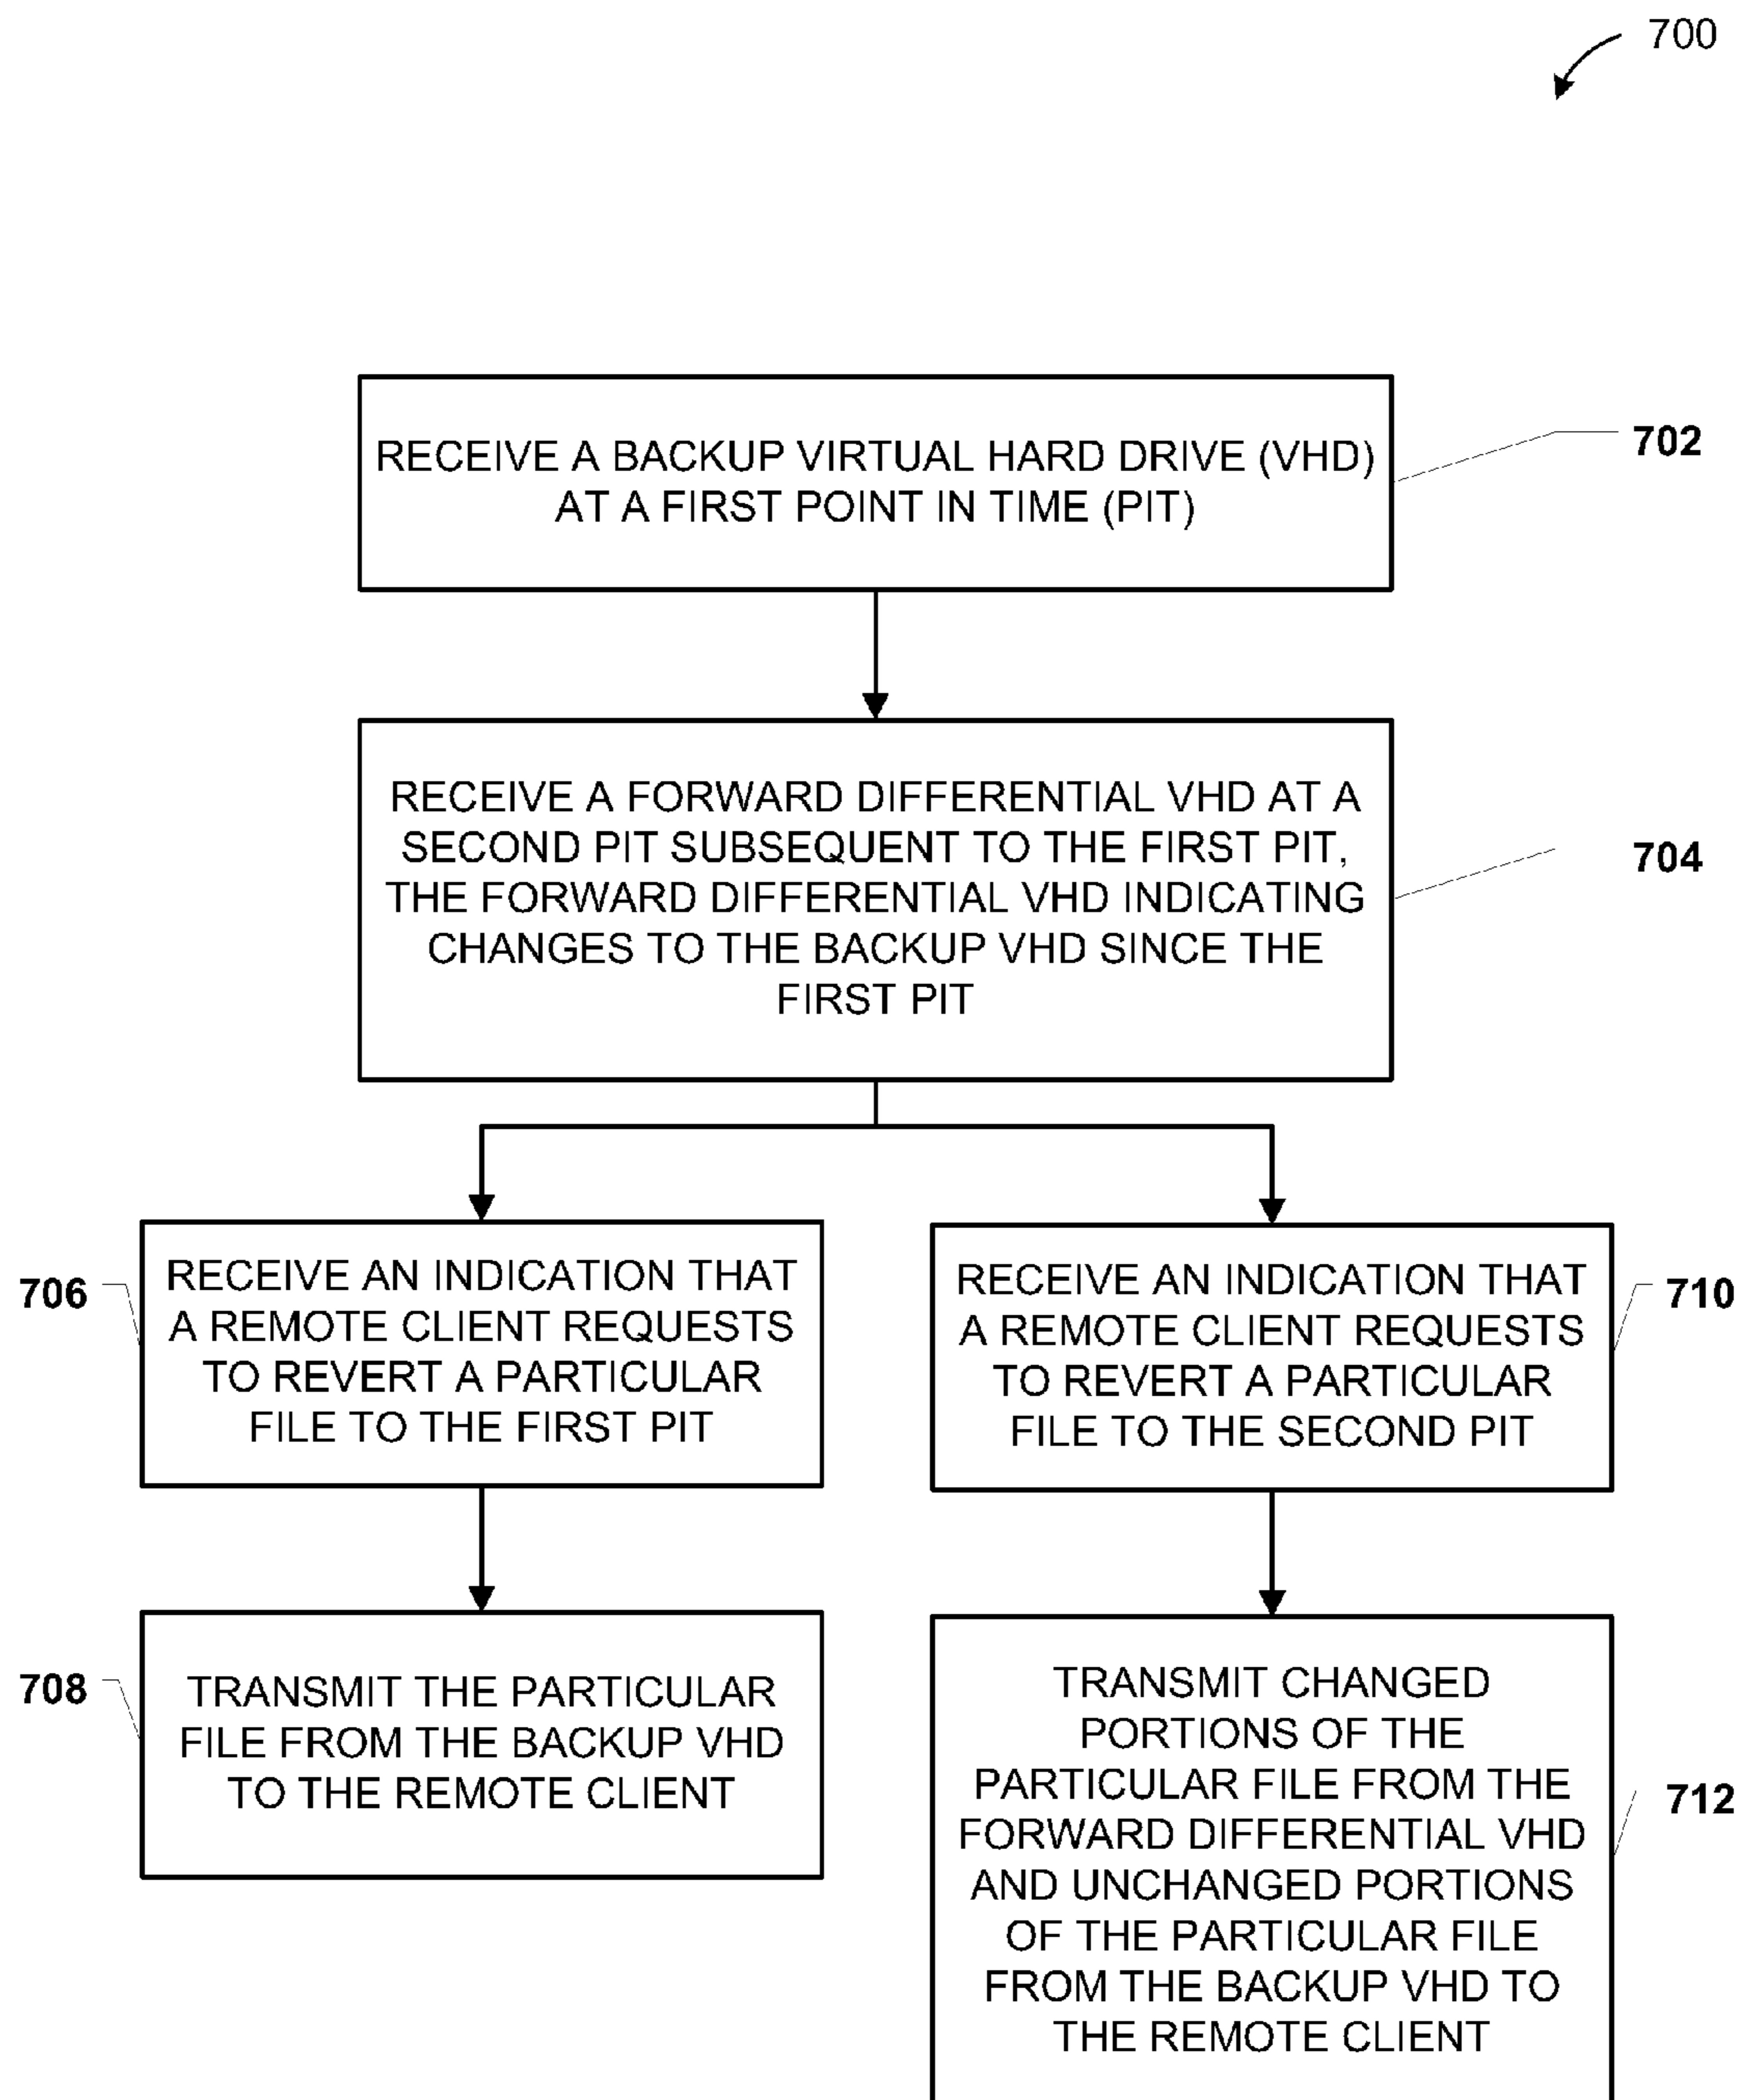 700
RECEIVE A BACKUP VIRTUAL HARD DRIVE (VHD)
AT A FIRST POINT IN TIME (PIT)
702
RECEIVE A FORWARD DIFFERENTIAL VHD AT A
SECOND PIT SUBSEQUENT TO THE FIRST PIT,
THE FORWARD DIFFERENTIAL VHD INDICATING
CHANGES TO THE BACKUP VHD SINCE THE
FIRST PIT
704
706
RECEIVE AN INDICATION THAT
A REMOTE CLIENT REQUESTS
TO REVERT A PARTICULAR
FILE TO THE FIRST PIT
RECEIVE AN INDICATION THAT
A REMOTE CLIENT REQUESTS
TO REVERT A PARTICULAR
FILE TO THE SECOND PIT
710
708
TRANSMIT THE PARTICULAR
FILE FROM THE BACKUP VHD
TO THE REMOTE CLIENT
TRANSMIT CHANGED
PORTIONS OF THE
PARTICULAR FILE FROM THE
FORWARD DIFFERENTIAL VHD
AND UNCHANGED PORTIONS
OF THE PARTICULAR FILE
FROM THE BACKUP VHD TO
THE REMOTE CLIENT
712